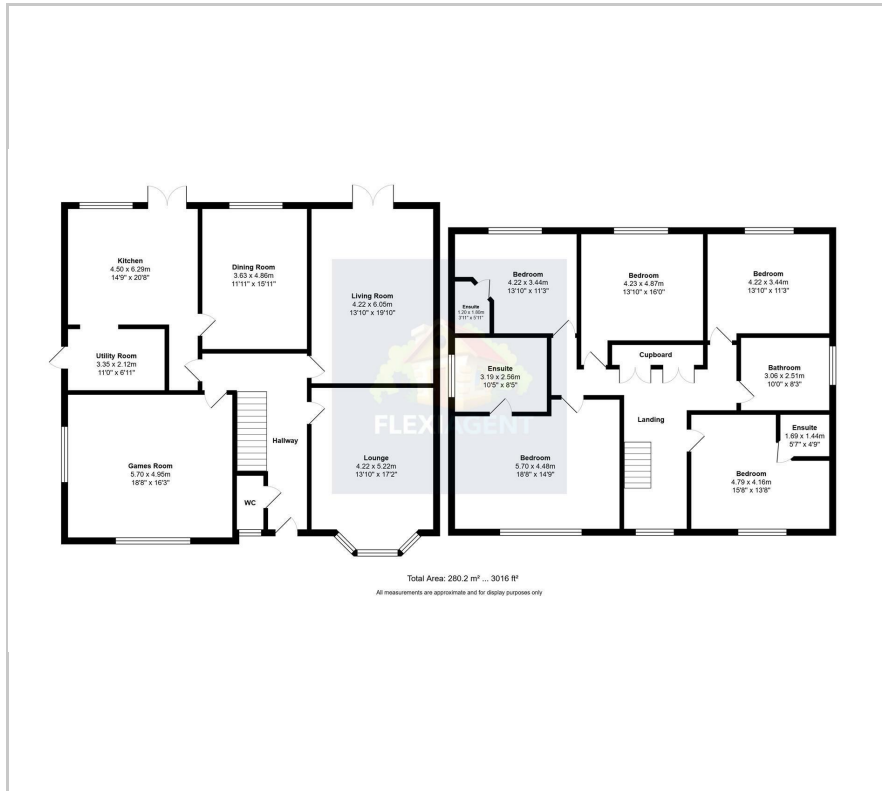 Kitchen
4.50 x 6.29m
14'9" x 20'8"
Dining Room
3.63 x 4.86m
11'11" x 15'11"
Living Room
4.22 x 6.05m
13'10" x 19'10"
Utility Room
3.35 x 2.12m
11'0" x 6'11"
Games Room
5.70 x 4.95m
18'8" x 16'3"
Hallway
WC
Lounge
4.22 x 5.22m
13'10" x 17'2"
Bedroom
4.22 x 3.44m
13'10" x 11'3"
Ensuite
1.20 x 1.80m
3'11" x 5'11"
Bedroom
4.23 x 4.87m
13'10" x 16'0"
Bedroom
4.22 x 3.44m
13'10" x 11'3"
Ensuite
3.19 x 2.56m
10'5" x 8'5"
Cupboard
Bathroom
3.06 x 2.51m
10'0" x 8'3"
Landing
Ensuite
1.69 x 1.44m
5'7" x 4'9"
Bedroom
5.70 x 4.48m
18'8" x 14'9"
Bedroom
4.79 x 4.16m
15'8" x 13'8"
FLEXIAGENT
Total Area: 280.2 m² ... 3016 ft²
All measurements are approximate and for display purposes only